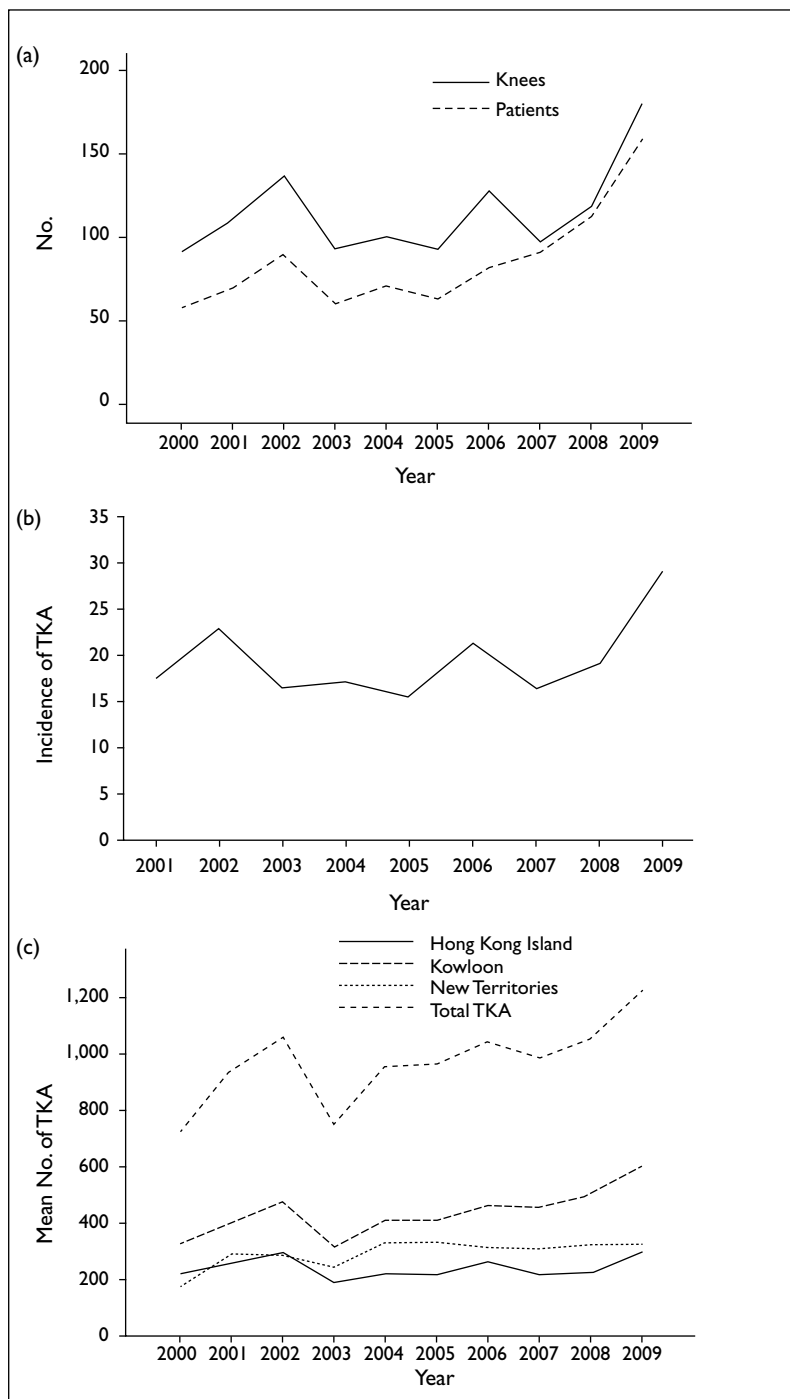 (a)
200
150
100
50
0
No.
Knees
Patients
2000 2001 2002 2003 2004 2005 2006 2007 2008 2009
Year
(b)
35
30
25
20
15
10
5
0
Incidence of TKA
2001 2002 2003 2004 2005 2006 2007 2008 2009
Year
(c)
Hong Kong Island
Kowloon
New Territories
Total TKA
1,200
1,000
800
600
400
200
0
Mean No. of TKA
2000 2001 2002 2003 2004 2005 2006 2007 2008 2009
Year